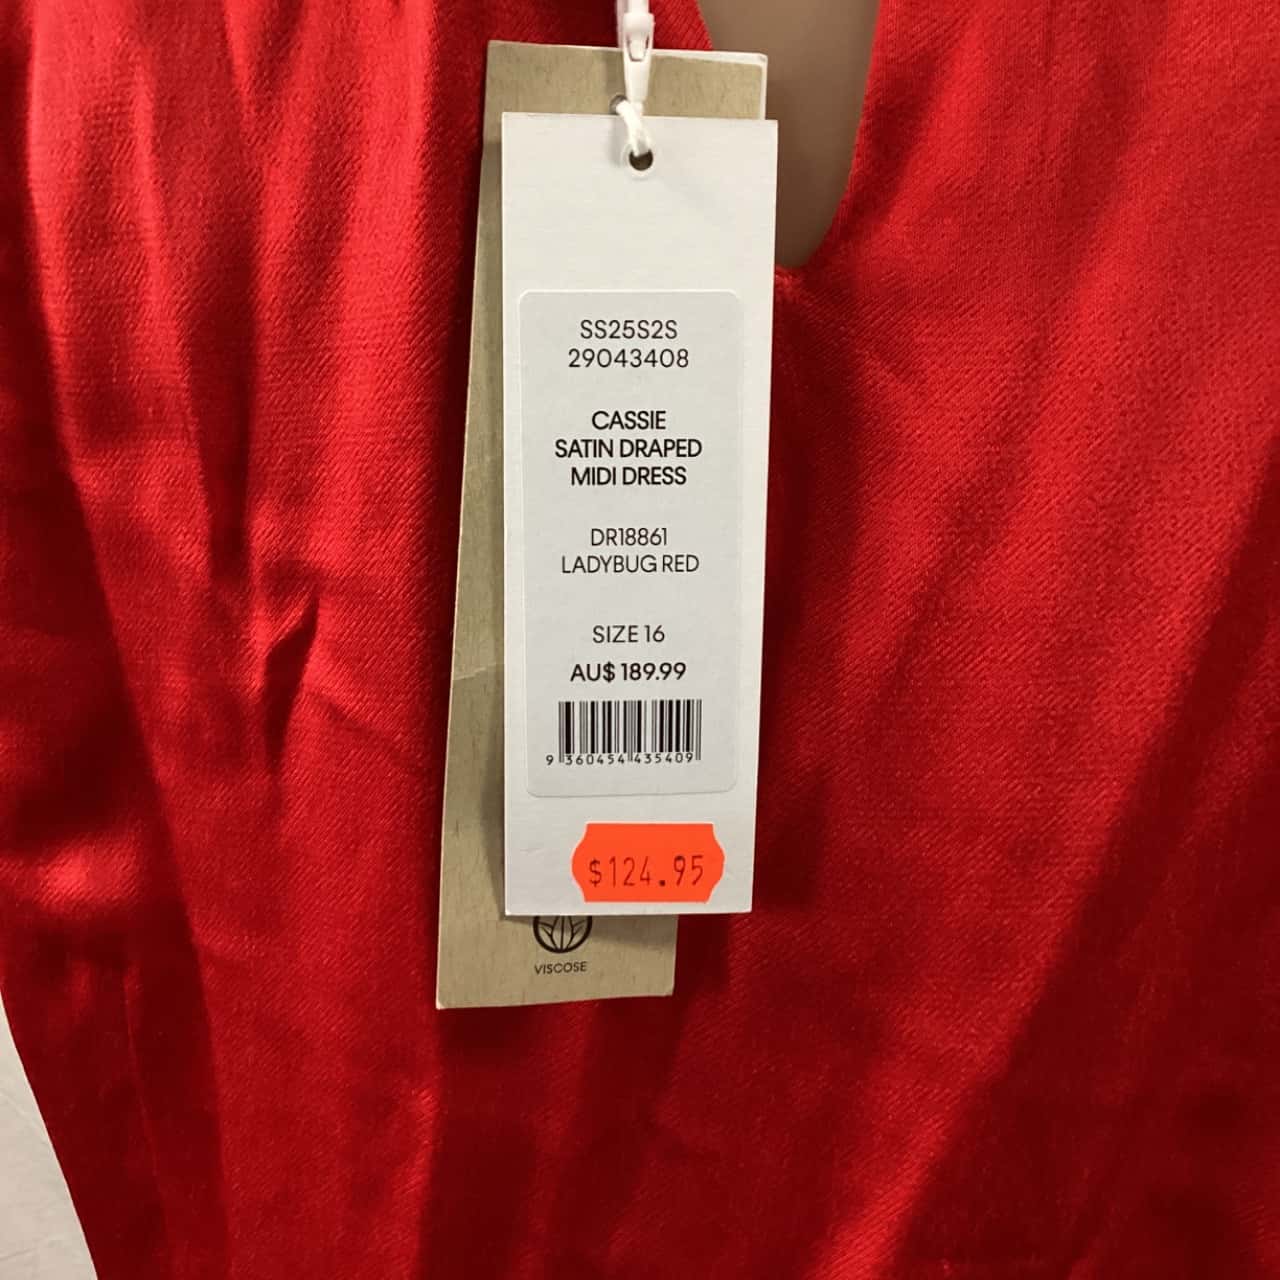 SS25S2S
29043408
CASSIE
SATIN DRAPED
MIDI DRESS
DR18861
LADYBUG RED
SIZE 16
AU$ 189.99
9 360454 435409
$124.95
VISCOSE